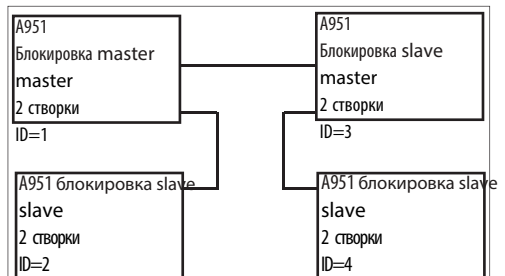 A951
Блокировка master
master
2 створки
ID=1
A951
Блокировка slave
master
2 створки
ID=3
A951 блокировка slave
slave
2 створки
ID=2
A951 блокировка slave
slave
2 створки
ID=4